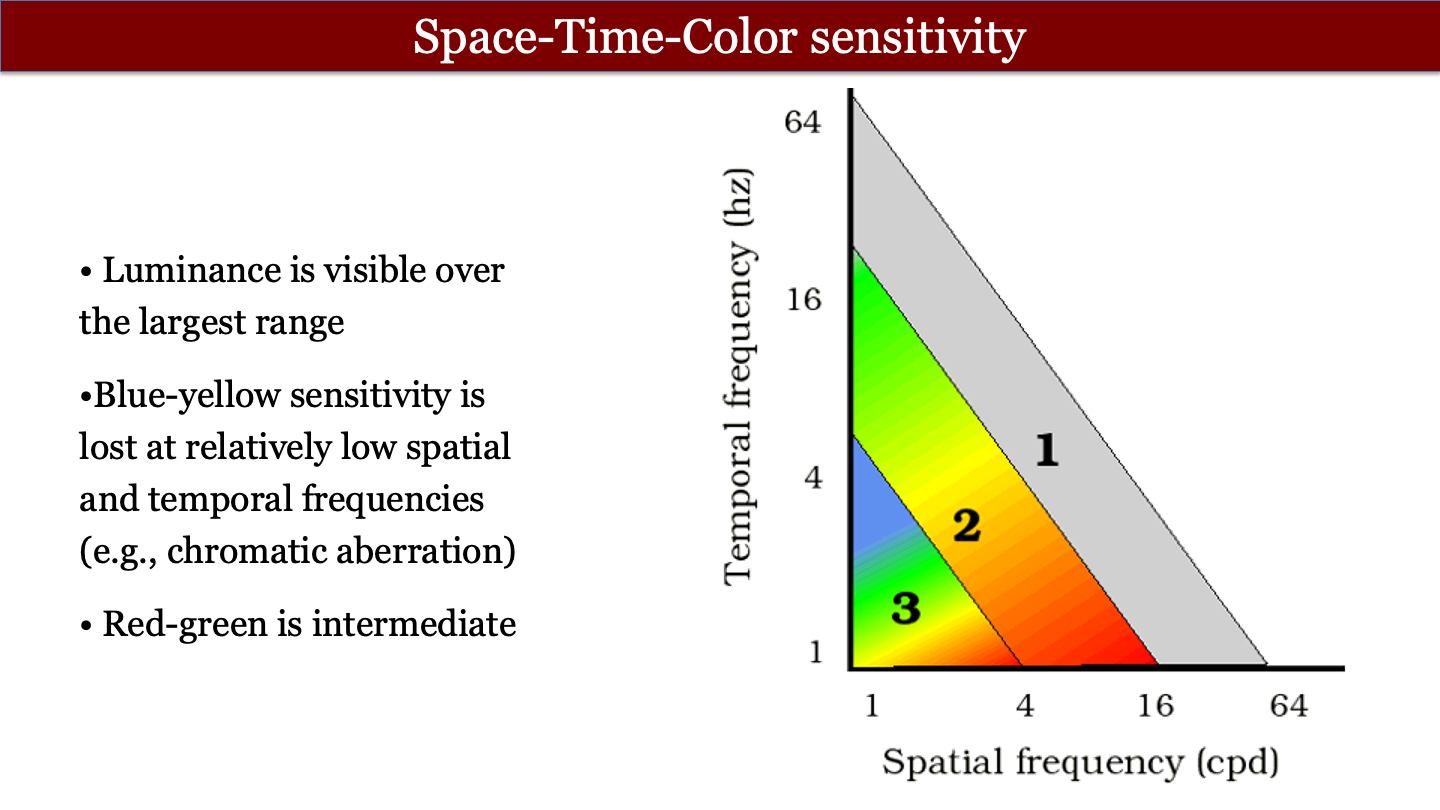 Space-Time-Color sensitivity
• Luminance is visible over
the largest range
•Blue-yellow sensitivity is
lost at relatively low spatial
and temporal frequencies
(e.g., chromatic aberration)
• Red-green is intermediate
Temporal frequency (hz)
64
16
4
1
1
2
3
1
4
16
64
Spatial frequency (cpd)